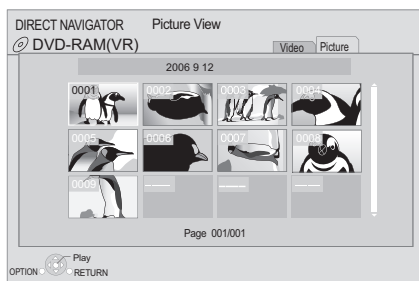 DIRECT NAVIGATOR Picture View
DVD-RAM(VR)
Video Picture
2006 9 12
0001 0002 0003 0004
0005 0006 0007 0008
0009 ---- ---- ----
Page 001/001
Play
OPTION RETURN